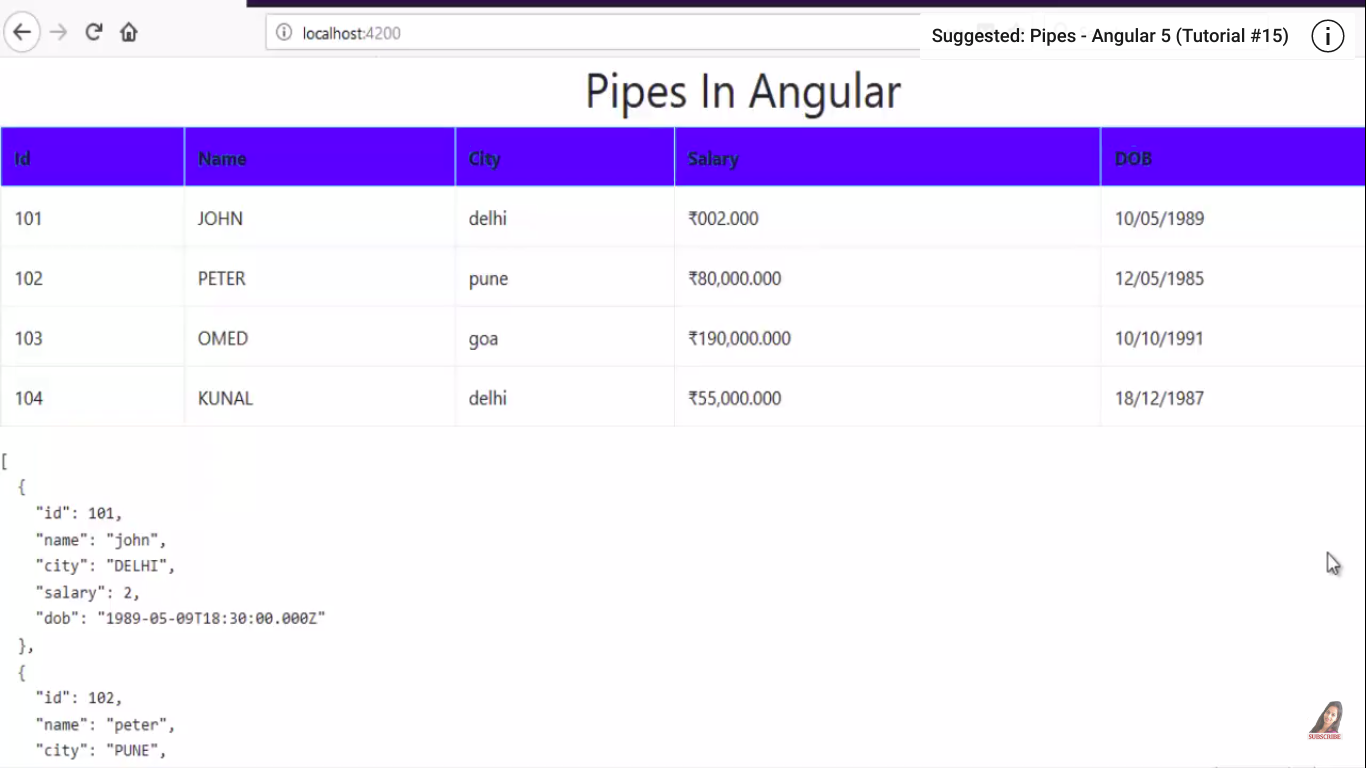 localhost:4200
Suggested: Pipes - Angular 5 (Tutorial #15)
Pipes In Angular
Id Name City Salary DOB
101 JOHN delhi ₹002.000 10/05/1989
102 PETER pune ₹80,000.000 12/05/1985
103 OMED goa ₹190,000.000 10/10/1991
104 KUNAL delhi ₹55,000.000 18/12/1987
[
{
"id": 101,
"name": "john",
"city": "DELHI",
"salary": 2,
"dob": "1989-05-09T18:30:00.000Z"
},
{
"id": 102,
"name": "peter",
"city": "PUNE",
SUBSCRIBE